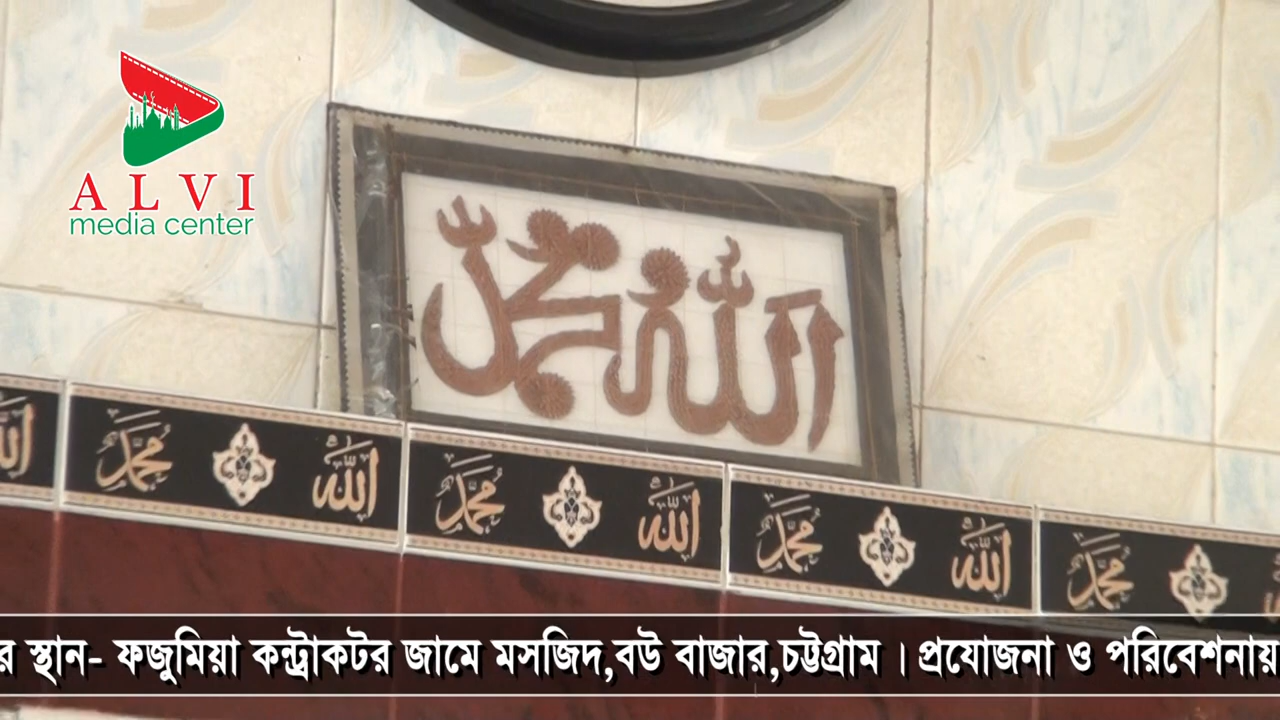 ALVI
media center
الله محمد
الله محمد الله محمد الله محمد الله محمد
র স্থান- ফজুমিয়া কন্ট্রাকটর জামে মসজিদ,বউ বাজার,চট্টগ্রাম । প্রযোজনা ও পরিবেশনায়